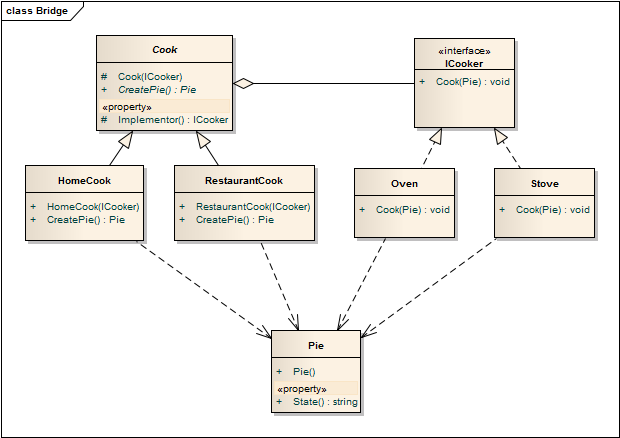 class Bridge
Cook
# Cook(ICooker)
+ CreatePie() : Pie
«property»
# Implementor() : ICooker
«interface»
ICooker
+ Cook(Pie) : void
HomeCook
+ HomeCook(ICooker)
+ CreatePie() : Pie
RestaurantCook
+ RestaurantCook(ICooker)
+ CreatePie() : Pie
Oven
+ Cook(Pie) : void
Stove
+ Cook(Pie) : void
Pie
+ Pie()
«property»
+ State() : string